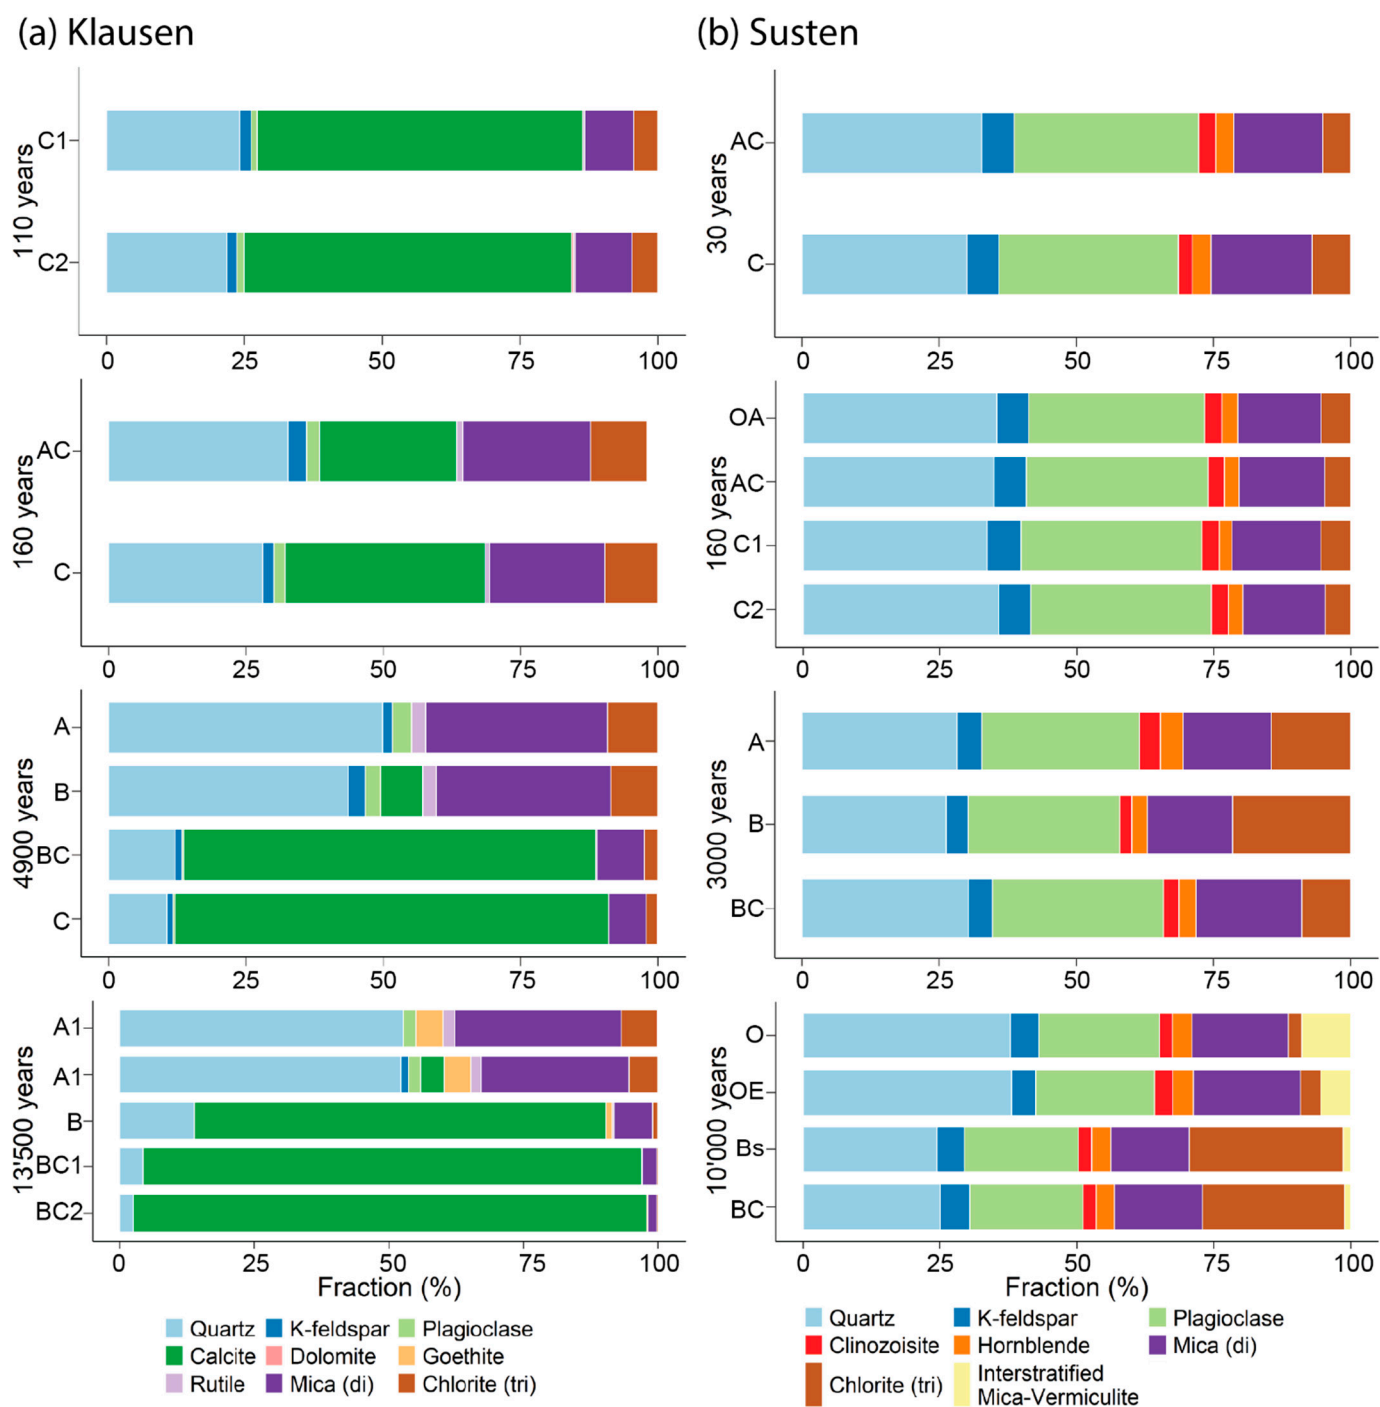 (a) Klausen
110 years
C1
C2
0 25 50 75 100
160 years
AC
C
0 25 50 75 100
4900 years
A
B
BC
C
0 25 50 75 100
13'500 years
A1
A1
B
BC1
BC2
0 25 50 75 100
Fraction (%)
Quartz K-feldspar Plagioclase
Calcite Dolomite Goethite
Rutile Mica (di) Chlorite (tri)
(b) Susten
30 years
AC
C
0 25 50 75 100
160 years
OA
AC
C1
C2
0 25 50 75 100
3000 years
A
B
BC
0 25 50 75 100
10'000 years
O
OE
Bs
BC
0 25 50 75 100
Fraction (%)
Quartz K-feldspar Plagioclase
Clinozoisite Hornblende Mica (di)
Chlorite (tri) Interstratified
Mica-Vermiculite